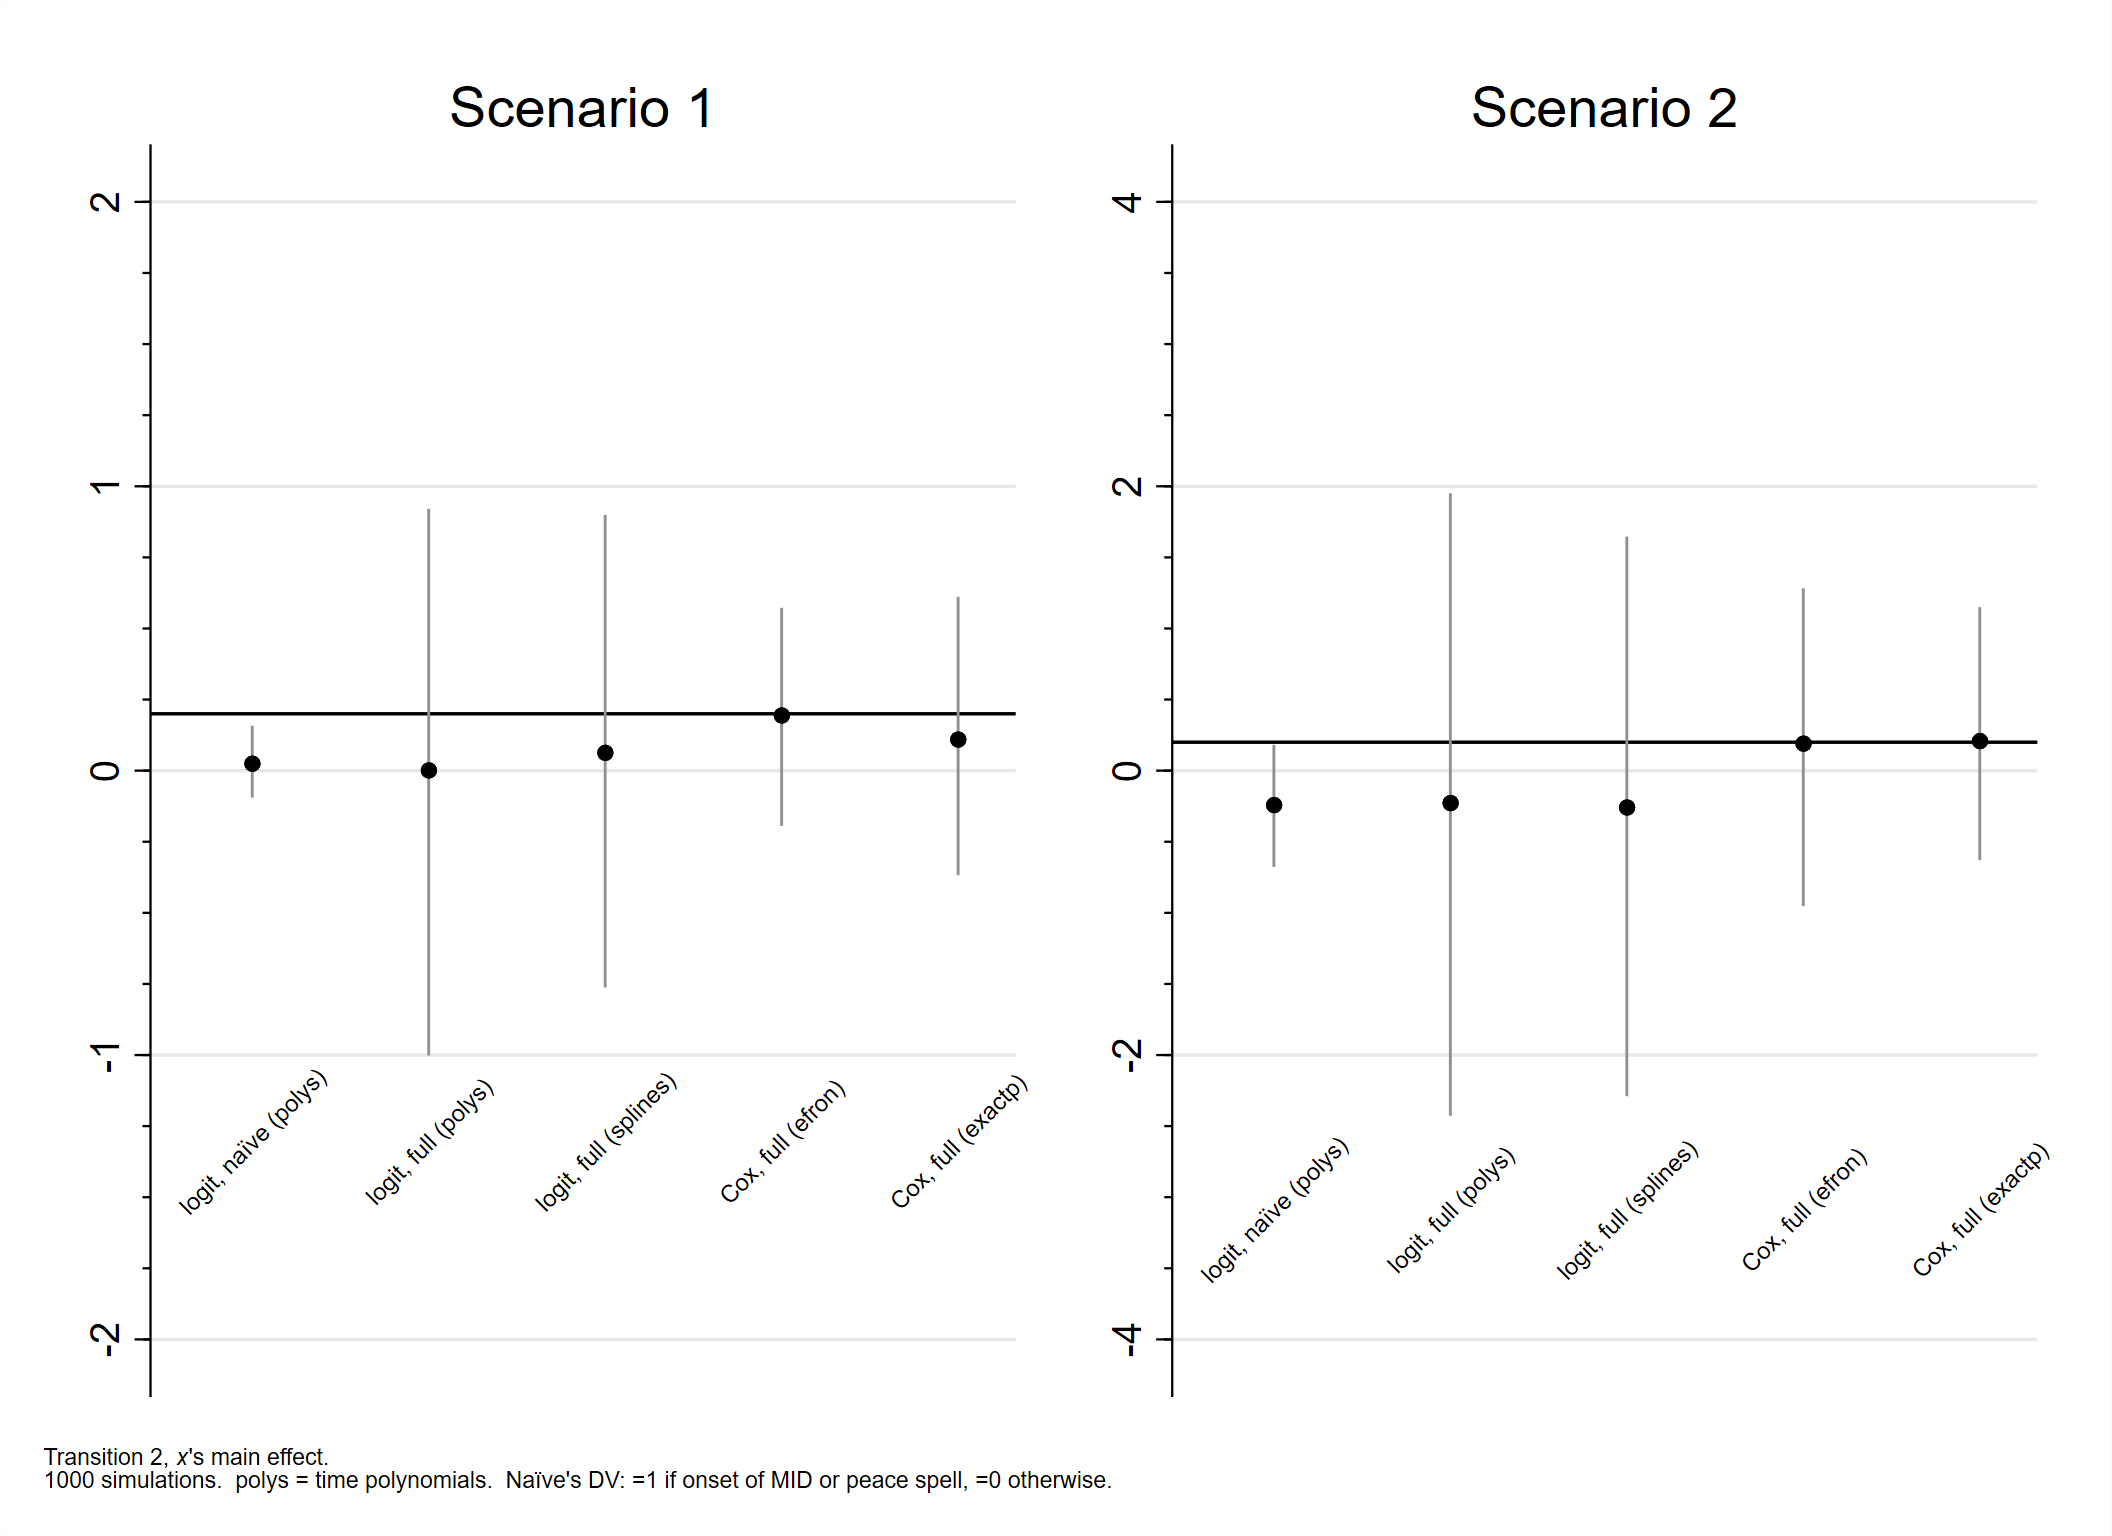 Scenario 1
2
1
0
-1
-2
logit, naïve (polys)
logit, full (polys)
logit, full (splines)
Cox, full (efron)
Cox, full (exactp)
Scenario 2
4
2
0
-2
-4
logit, naïve (polys)
logit, full (polys)
logit, full (splines)
Cox, full (efron)
Cox, full (exactp)
Transition 2, x's main effect.
1000 simulations.  polys = time polynomials.  Naïve's DV: =1 if onset of MID or peace spell, =0 otherwise.